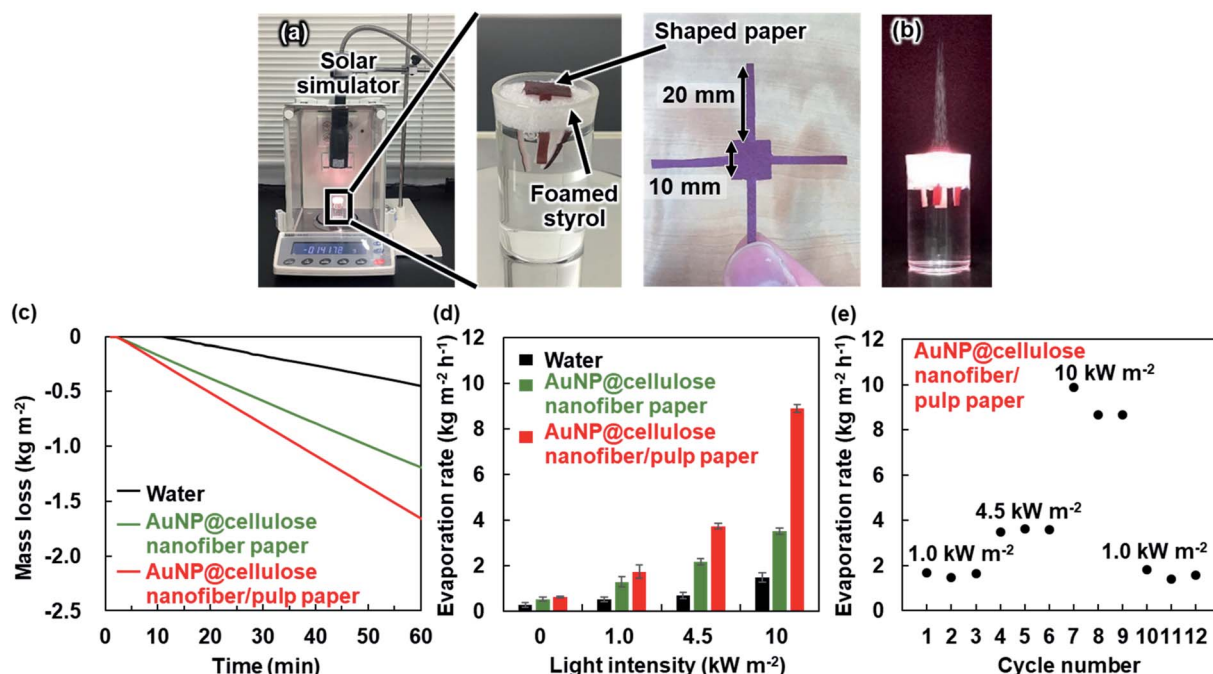 (a)
Solar
simulator
Shaped paper
Foamed
styrol
20 mm
10 mm
(b)
(c)
Mass loss (kg m-2)
0
-0.5
-1.0
-1.5
-2.0
-2.5
Water
AuNP@cellulose
nanofiber paper
AuNP@cellulose
nanofiber/pulp paper
0 10 20 30 40 50 60
Time (min)
(d)
Evaporation rate (kg m-2 h-1)
12
10
8
6
4
2
0
Water
AuNP@cellulose
nanofiber paper
AuNP@cellulose
nanofiber/pulp paper
0 1.0 4.5 10
Light intensity (kW m-2)
(e)
Evaporation rate (kg m-2 h-1)
12
10
8
6
4
2
0
AuNP@cellulose
nanofiber/
pulp paper
10 kW m-2
4.5 kW m-2
1.0 kW m-2
1.0 kW m-2
1 2 3 4 5 6 7 8 9 10 11 12
Cycle number